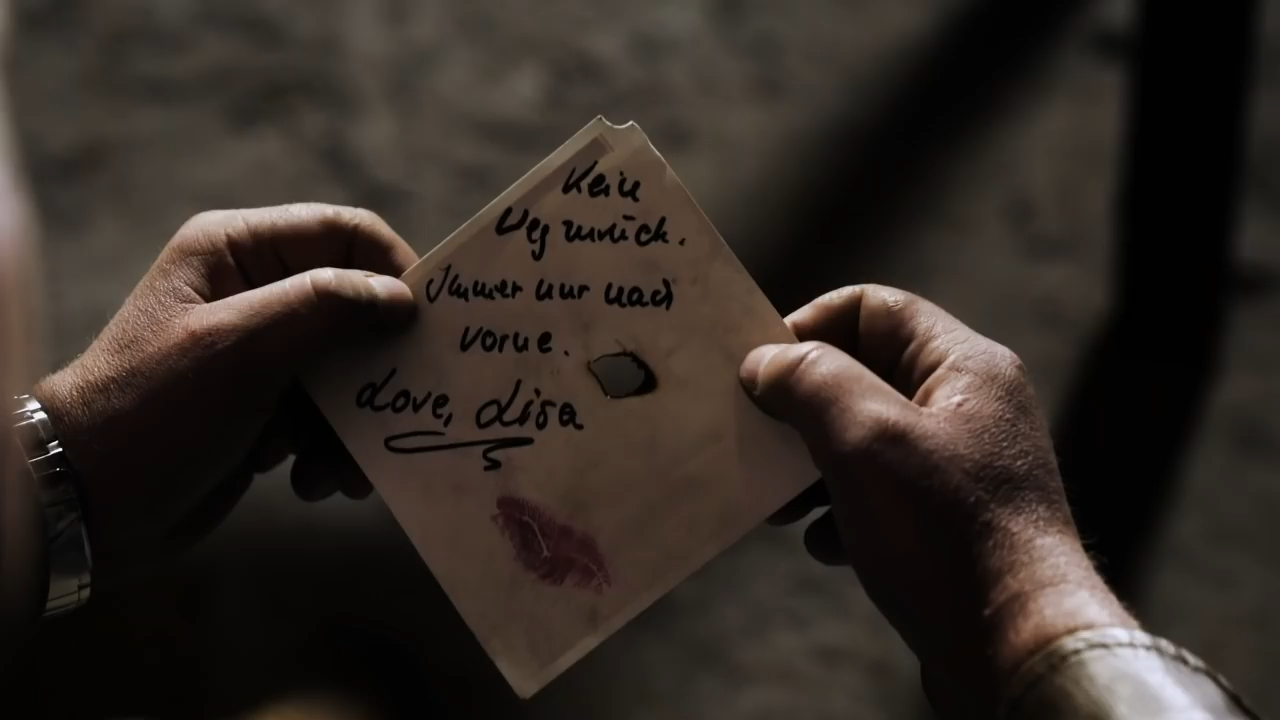 Kein
Weg zurück.
Immer nur nach
vorne.
Love, Lisa